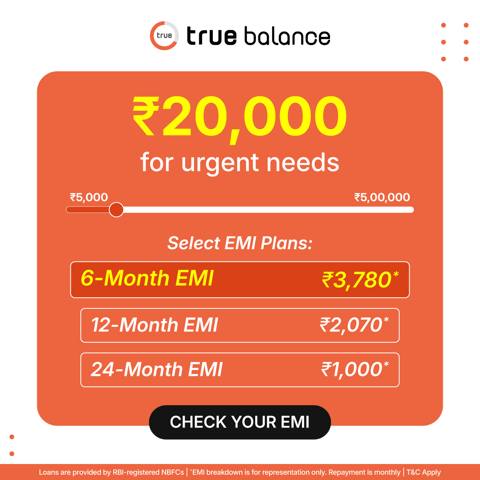 true true balance
₹20,000
for urgent needs
₹5,000 ₹5,00,000
Select EMI Plans:
6-Month EMI ₹3,780*
12-Month EMI ₹2,070*
24-Month EMI ₹1,000*
CHECK YOUR EMI
Loans are provided by RBI-registered NBFCs | *EMI breakdown is for representation only. Repayment is monthly | T&C Apply